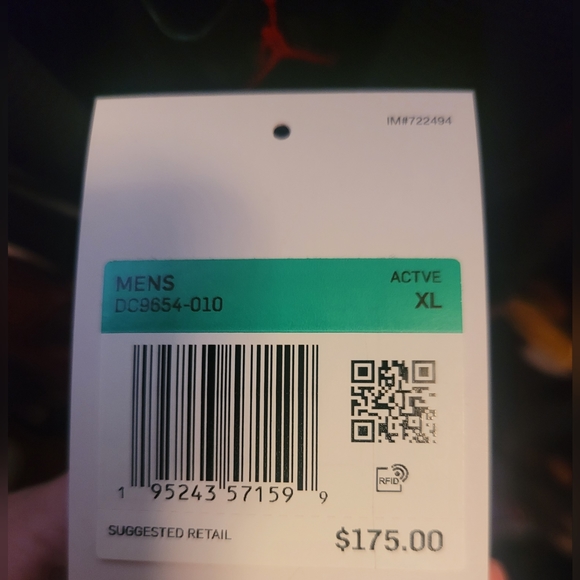 IM#722494
MENS ACTVE
DC9654-010 XL
1 95243 57159 9
RFID
SUGGESTED RETAIL $175.00